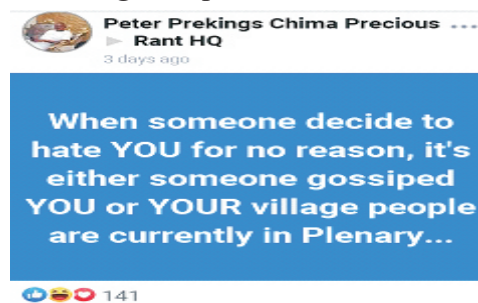 Peter Prekings Chima Precious ...
Rant HQ
3 days ago
When someone decide to
hate YOU for no reason, it's
either someone gossiped
YOU or YOUR village people
are currently in Plenary...
141